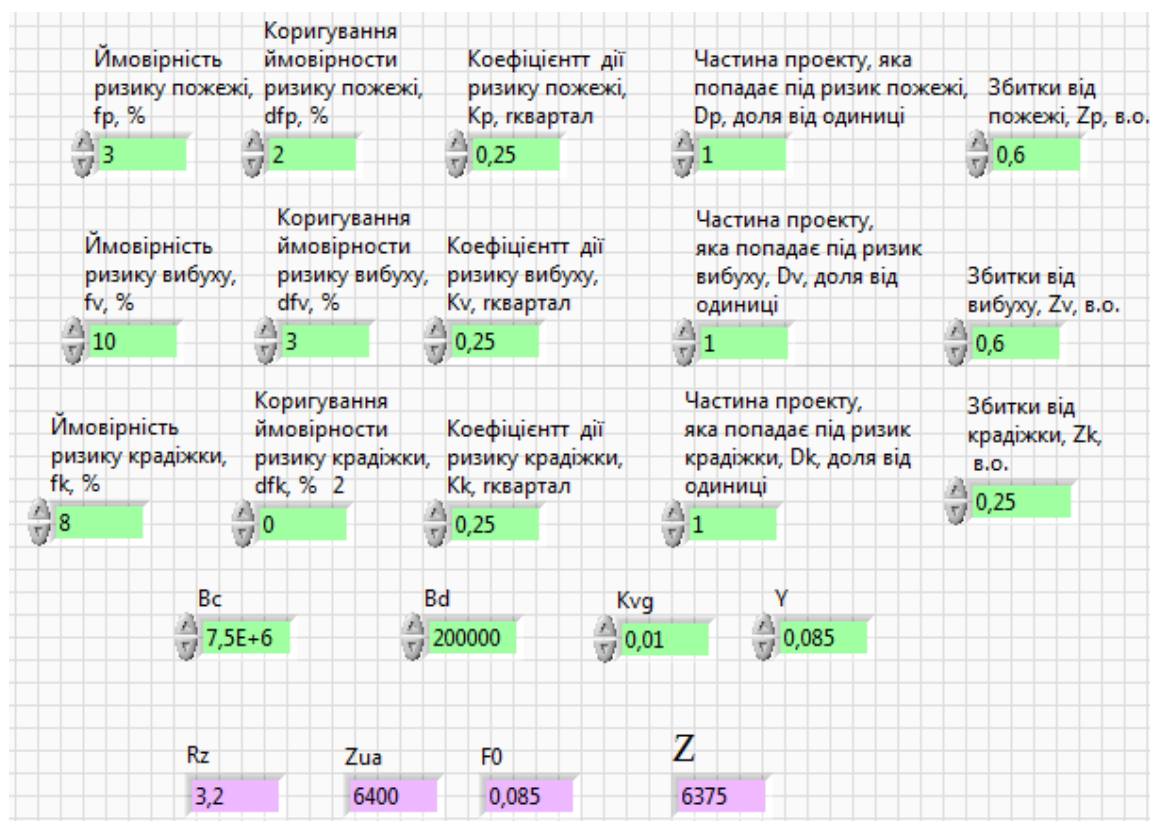 Ймовірність
ризику пожежі,
fp, %
3
Коригування
ймовірности
ризику пожежі,
dfp, %
2
Коефіцієнтт дії
ризику пожежі,
Кр, rквартал
0,25
Частина проекту, яка
попадає під ризик пожежі,
Dp, доля від одиниці
1
Збитки від
пожежі, Zp, в.о.
0,6
Ймовірність
ризику вибуху,
fv, %
10
Коригування
ймовірности
ризику вибуху,
dfv, %
3
Коефіцієнтт дії
ризику вибуху,
Kv, rквартал
0,25
Частина проекту,
яка попадає під ризик
вибуху, Dv, доля від
одиниці
1
Збитки від
вибуху, Zv, в.о.
0,6
Ймовірність
ризику крадіжки,
fk, %
8
Коригування
ймовірности
ризику крадіжки,
dfk, % 2
0
Коефіцієнтт дії
ризику крадіжки,
Kk, rквартал
0,25
Частина проекту,
яка попадає під ризик
крадіжки, Dk, доля від
одиниці
1
Збитки від
крадіжки, Zk,
в.о.
0,25
Bc
7,5E+6
Bd
200000
Kvg
0,01
Y
0,085
Rz
3,2
Zua
6400
F0
0,085
Z
6375